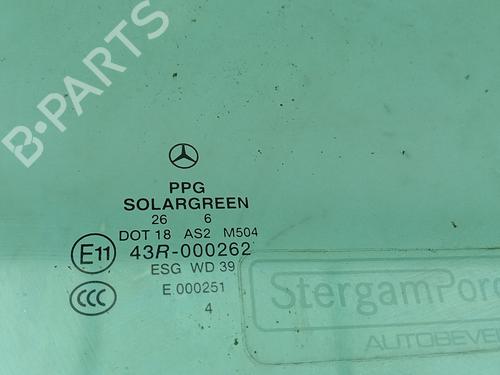 B-PARTS
PPG
SOLARGREEN
26 6
DOT 18 AS2 M504
E11 43R-000262
ESG WD 39
CCC E 000251
4
StergamPorc
AUTOBEVE